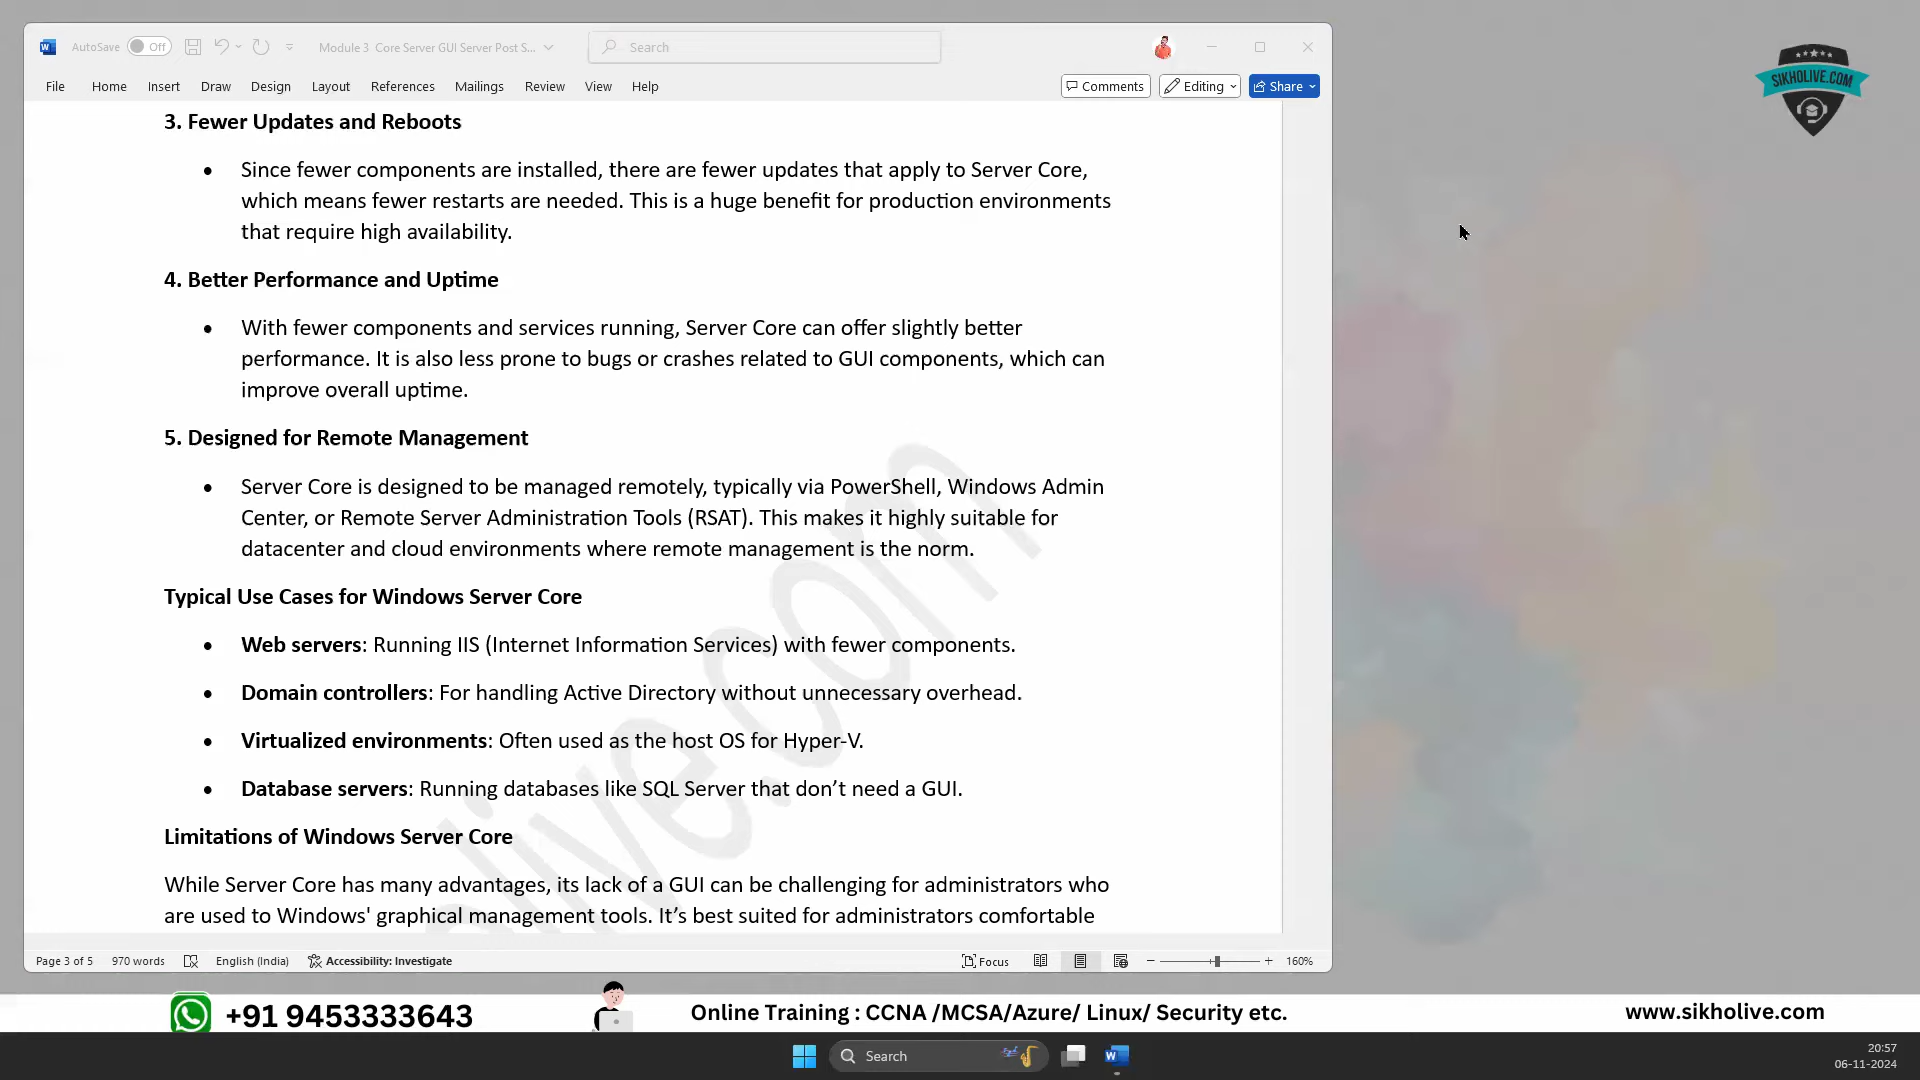 AutoSave Off Module 3 Core Server GUI Server Post S... Search
File Home Insert Draw Design Layout References Mailings Review View Help Comments Editing Share
SIKHOLIVE.COM
3. Fewer Updates and Reboots
• Since fewer components are installed, there are fewer updates that apply to Server Core,
which means fewer restarts are needed. This is a huge benefit for production environments
that require high availability.
4. Better Performance and Uptime
• With fewer components and services running, Server Core can offer slightly better
performance. It is also less prone to bugs or crashes related to GUI components, which can
improve overall uptime.
5. Designed for Remote Management
• Server Core is designed to be managed remotely, typically via PowerShell, Windows Admin
Center, or Remote Server Administration Tools (RSAT). This makes it highly suitable for
datacenter and cloud environments where remote management is the norm.
Typical Use Cases for Windows Server Core
• Web servers: Running IIS (Internet Information Services) with fewer components.
• Domain controllers: For handling Active Directory without unnecessary overhead.
• Virtualized environments: Often used as the host OS for Hyper-V.
• Database servers: Running databases like SQL Server that don’t need a GUI.
Limitations of Windows Server Core
While Server Core has many advantages, its lack of a GUI can be challenging for administrators who
are used to Windows' graphical management tools. It’s best suited for administrators comfortable
olive.com
Page 3 of 5 970 words English (India) Accessibility: Investigate Focus 160%
+91 9453333643 Online Training : CCNA /MCSA/Azure/ Linux/ Security etc. www.sikholive.com
Search
20:57
06-11-2024